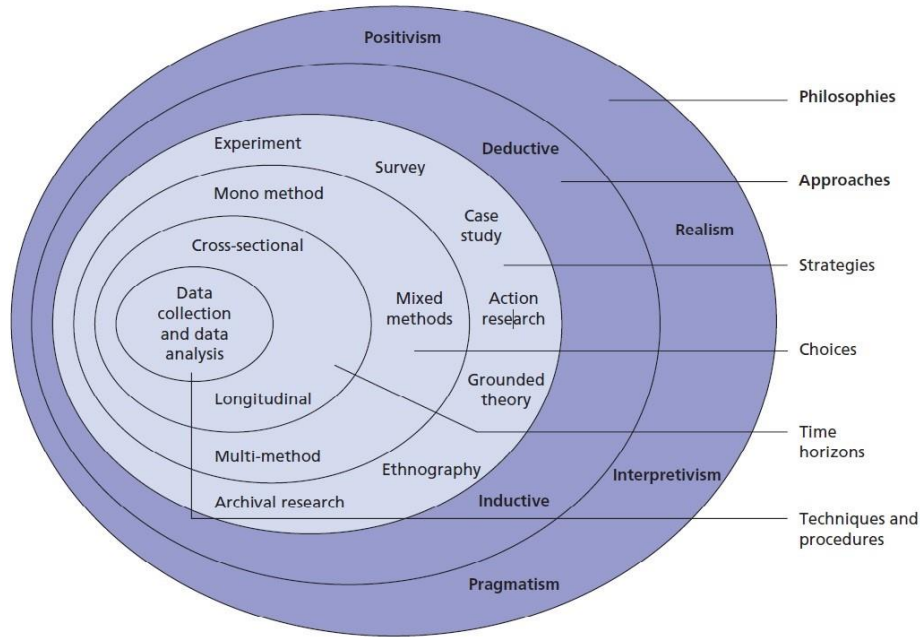 Positivism
Philosophies
Experiment
Deductive
Survey
Approaches
Mono method
Case
study
Realism
Cross-sectional
Strategies
Data
collection
and data
analysis
Mixed
methods
Action
research
Choices
Grounded
theory
Longitudinal
Time
horizons
Multi-method
Ethnography
Interpretivism
Archival research
Inductive
Techniques and
procedures
Pragmatism